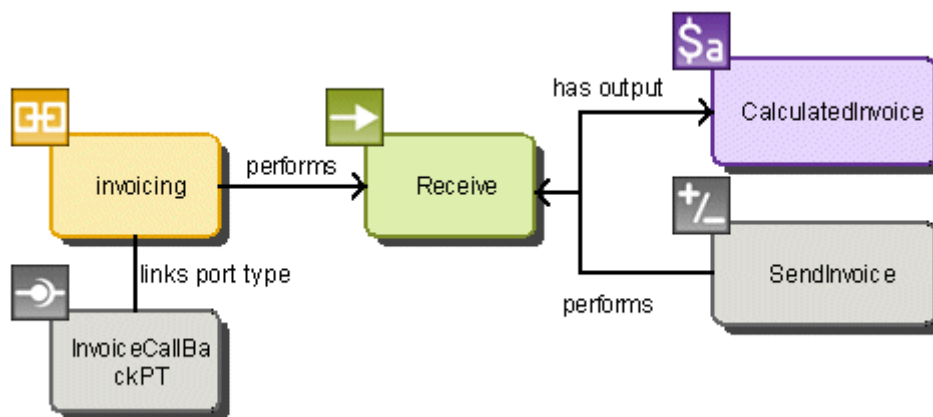 $a
has output
CalculatedInvoice
performs
invoicing
Receive
+/_
links port type
SendInvoice
performs
InvoiceCallBa
ckPT